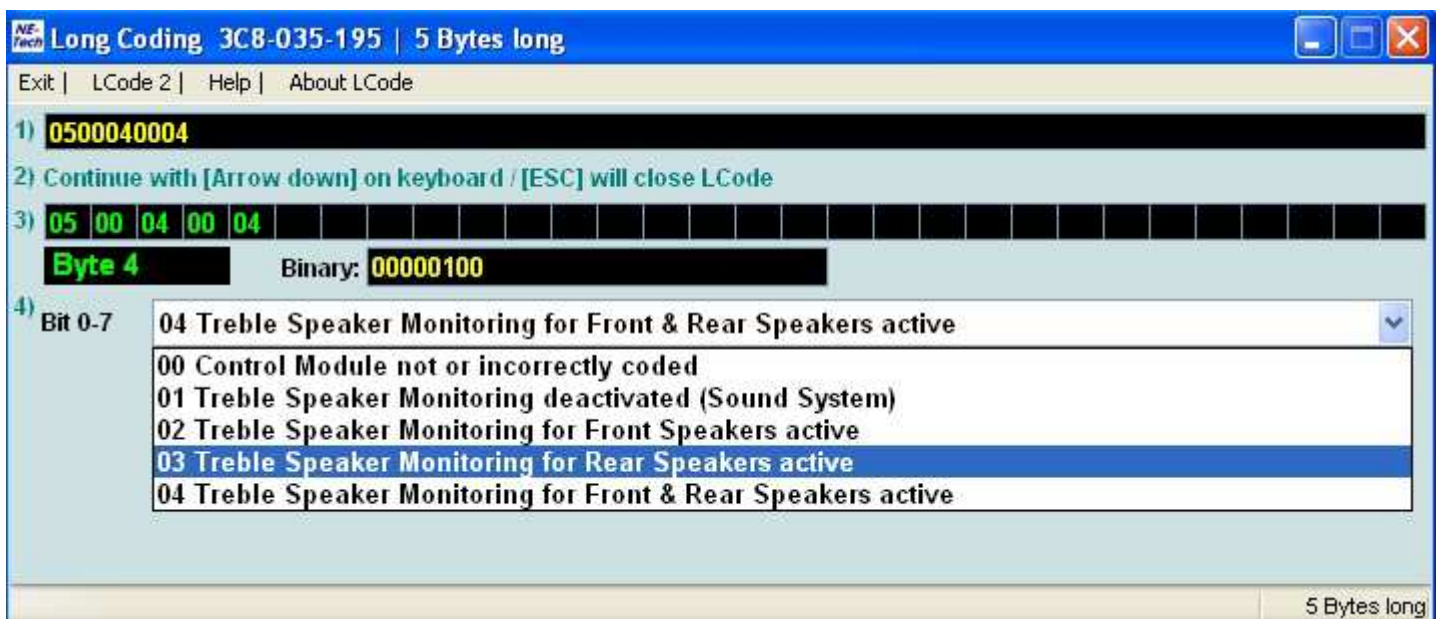 NE-Tech Long Coding 3C8-035-195 | 5 Bytes long
Exit | LCode 2 | Help | About LCode
1) 0500040004
2) Continue with [Arrow down] on keyboard / [ESC] will close LCode
3) 05 00 04 00 04
Byte 4 Binary: 00000100
4) Bit 0-7 04 Treble Speaker Monitoring for Front & Rear Speakers active
00 Control Module not or incorrectly coded
01 Treble Speaker Monitoring deactivated (Sound System)
02 Treble Speaker Monitoring for Front Speakers active
03 Treble Speaker Monitoring for Rear Speakers active
04 Treble Speaker Monitoring for Front & Rear Speakers active
5 Bytes long